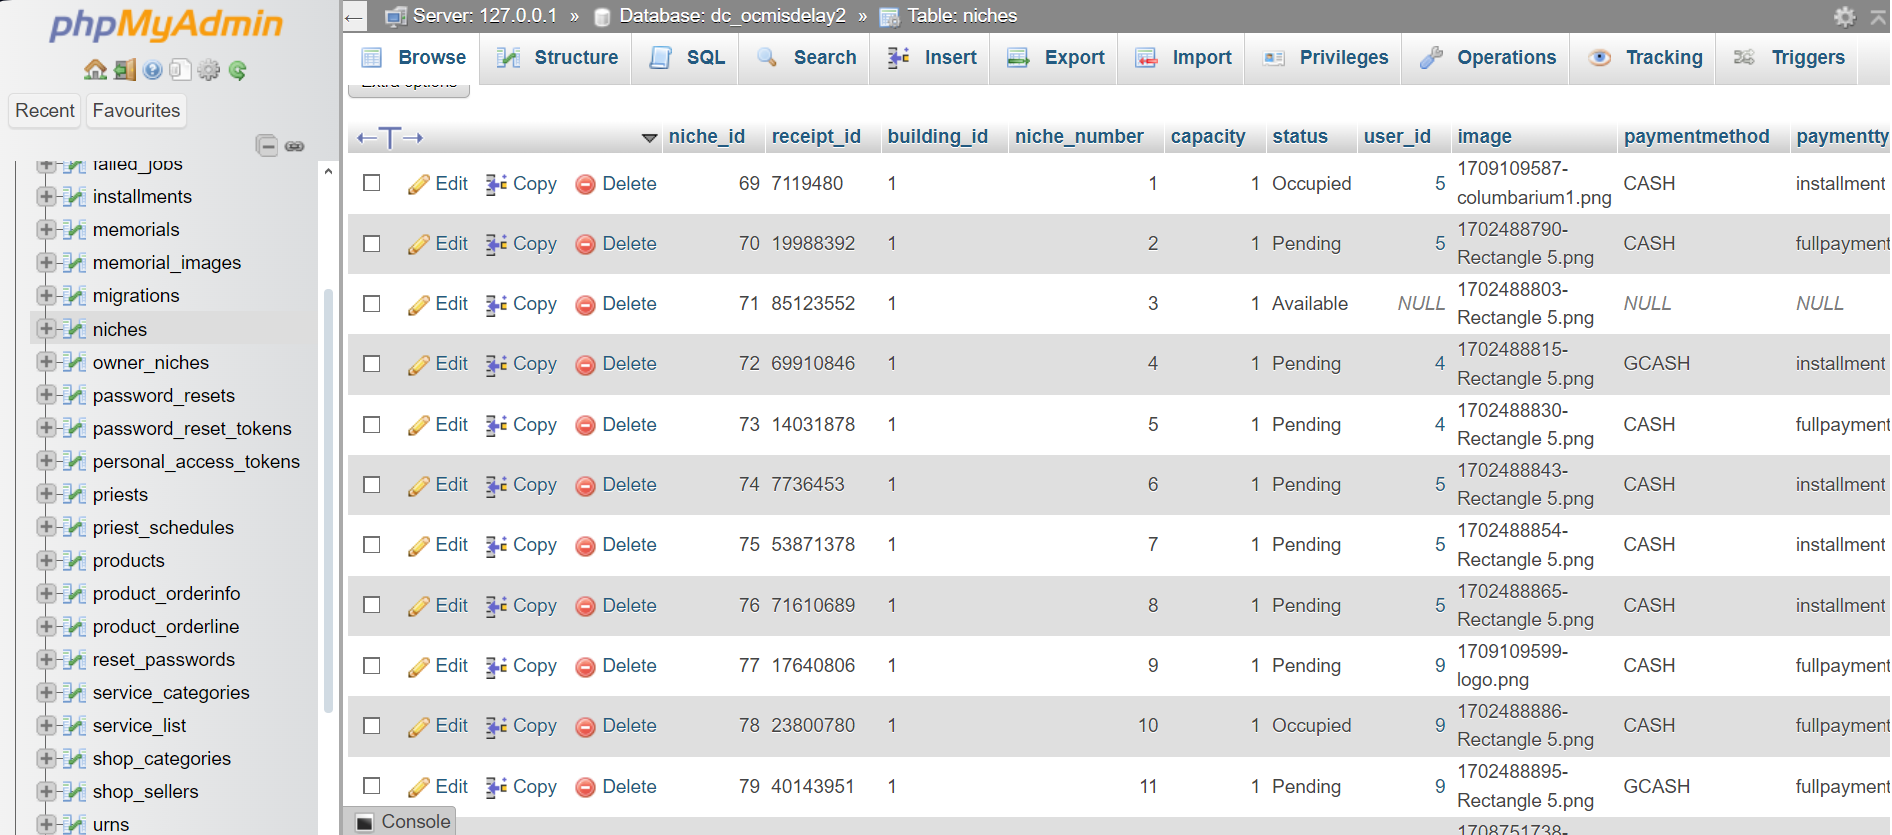 phpMyAdmin
Recent Favourites
failed_jobs
installments
memorials
memorial_images
migrations
niches
owner_niches
password_resets
password_reset_tokens
personal_access_tokens
priests
priest_schedules
products
product_orderinfo
product_orderline
reset_passwords
service_categories
service_list
shop_categories
shop_sellers
urns
Server: 127.0.0.1 » Database: dc_ocmisdelay2 » Table: niches
Browse Structure SQL Search Insert Export Import Privileges Operations Tracking Triggers
Extra options
←T→ niche_id receipt_id building_id niche_number capacity status user_id image paymentmethod paymentty
Edit Copy Delete 69 7119480 1 1 1 Occupied 5 1709109587- CASH installment
columbarium1.png
Edit Copy Delete 70 19988392 1 2 1 Pending 5 1702488790- CASH fullpayment
Rectangle 5.png
Edit Copy Delete 71 85123552 1 3 1 Available NULL 1702488803- NULL NULL
Rectangle 5.png
Edit Copy Delete 72 69910846 1 4 1 Pending 4 1702488815- GCASH installment
Rectangle 5.png
Edit Copy Delete 73 14031878 1 5 1 Pending 4 1702488830- CASH fullpayment
Rectangle 5.png
Edit Copy Delete 74 7736453 1 6 1 Pending 5 1702488843- CASH installment
Rectangle 5.png
Edit Copy Delete 75 53871378 1 7 1 Pending 5 1702488854- CASH installment
Rectangle 5.png
Edit Copy Delete 76 71610689 1 8 1 Pending 5 1702488865- CASH installment
Rectangle 5.png
Edit Copy Delete 77 17640806 1 9 1 Pending 9 1709109599- CASH fullpayment
logo.png
Edit Copy Delete 78 23800780 1 10 1 Occupied 9 1702488886- CASH fullpayment
Rectangle 5.png
Edit Copy Delete 79 40143951 1 11 1 Pending 9 1702488895- GCASH fullpayment
Rectangle 5.png
1708751738-
Console